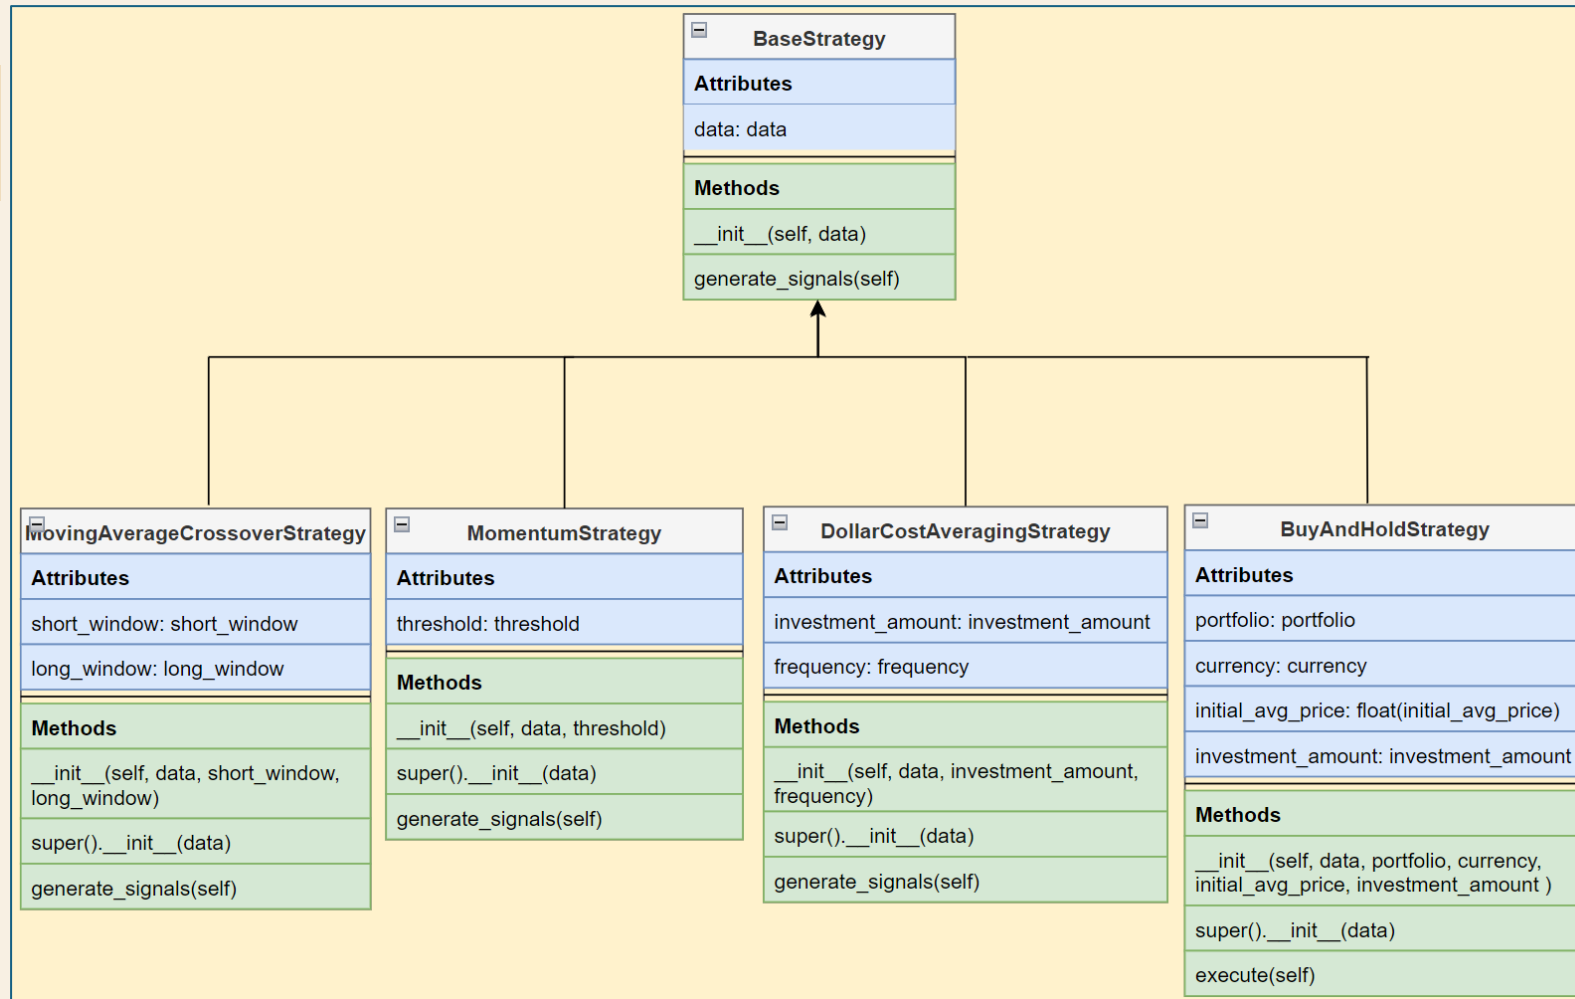 BaseStrategy
Attributes
data: data
Methods
__init__(self, data)
generate_signals(self)
MovingAverageCrossoverStrategy
Attributes
short_window: short_window
long_window: long_window
Methods
__init__(self, data, short_window,
long_window)
super().__init__(data)
generate_signals(self)
MomentumStrategy
Attributes
threshold: threshold
Methods
__init__(self, data, threshold)
super().__init__(data)
generate_signals(self)
DollarCostAveragingStrategy
Attributes
investment_amount: investment_amount
frequency: frequency
Methods
__init__(self, data, investment_amount,
frequency)
super().__init__(data)
generate_signals(self)
BuyAndHoldStrategy
Attributes
portfolio: portfolio
currency: currency
initial_avg_price: float(initial_avg_price)
investment_amount: investment_amount
Methods
__init__(self, data, portfolio, currency,
initial_avg_price, investment_amount )
super().__init__(data)
execute(self)